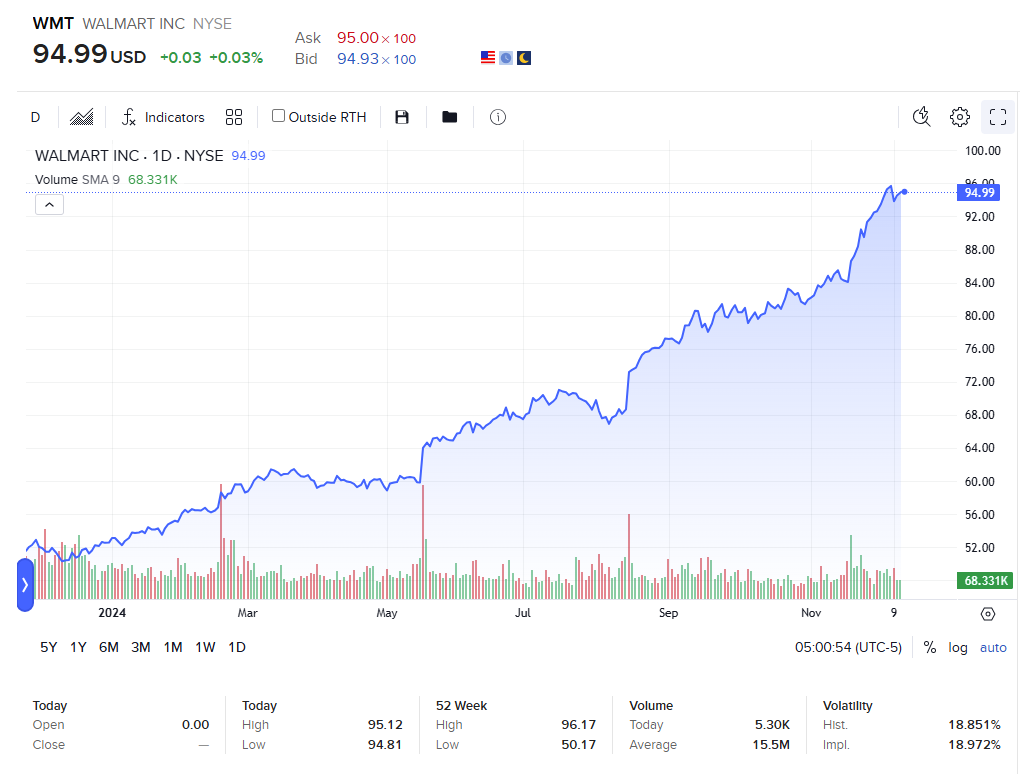 WMT WALMART INC NYSE
94.99 USD +0.03 +0.03%
Ask 95.00 × 100
Bid 94.93 × 100
D Indicators Outside RTH
WALMART INC · 1D · NYSE 94.99
Volume SMA 9 68.331K
100.00
96.00
94.99
92.00
88.00
84.00
80.00
76.00
72.00
68.00
64.00
60.00
56.00
52.00
68.331K
2024 Mar May Jul Sep Nov 9
5Y 1Y 6M 3M 1M 1W 1D 05:00:54 (UTC-5) % log auto
Today
Open 0.00
Close —
Today
High 95.12
Low 94.81
52 Week
High 96.17
Low 50.17
Volume
Today 5.30K
Average 15.5M
Volatility
Hist. 18.851%
Impl. 18.972%